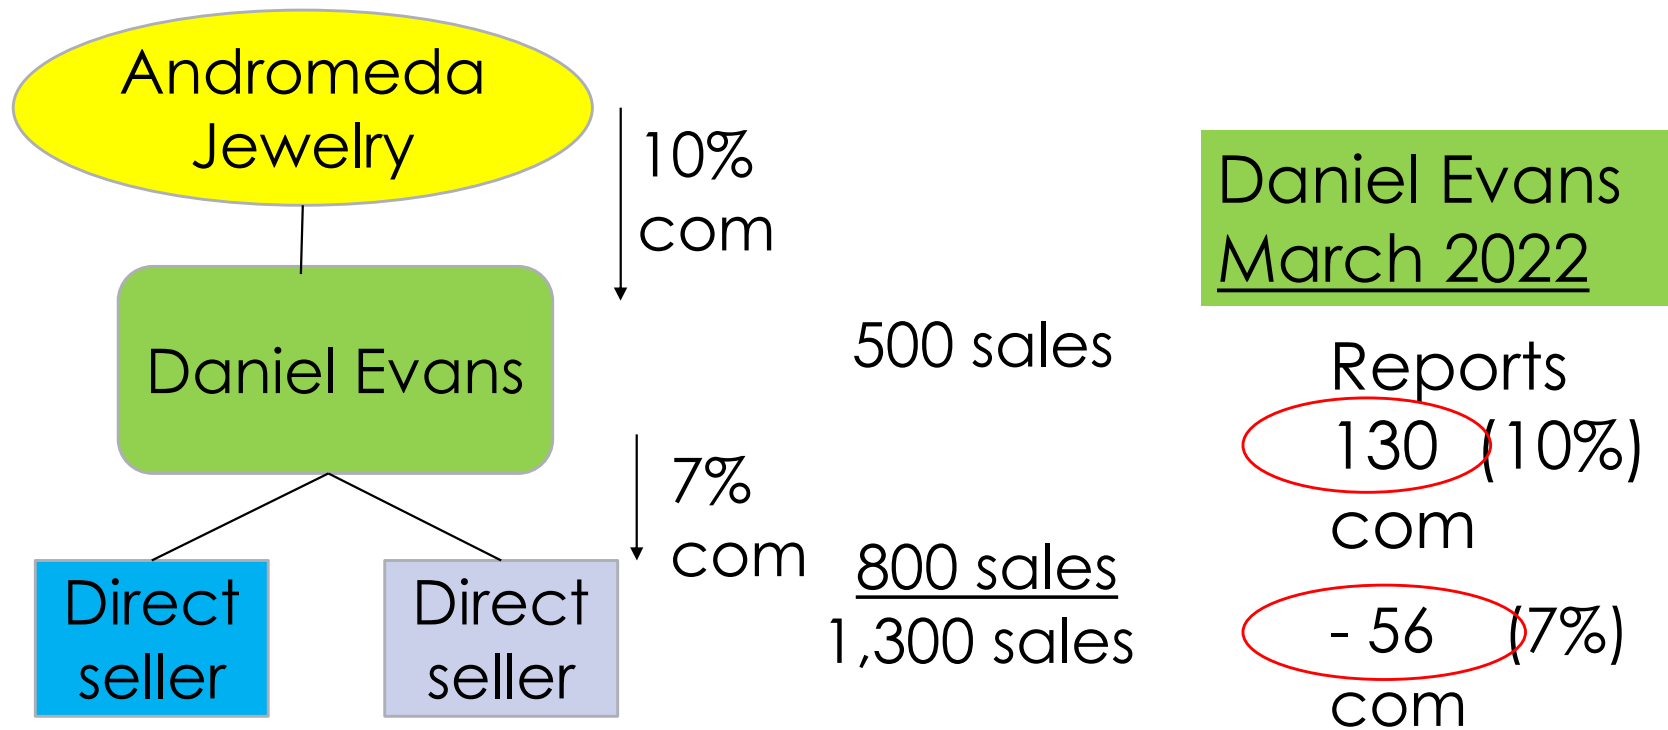 Andromeda
Jewelry
10%
com
Daniel Evans
March 2022
500 sales
Daniel Evans
Reports
130 (10%)
com
7%
com
800 sales
1,300 sales
- 56 (7%)
com
Direct
seller
Direct
seller